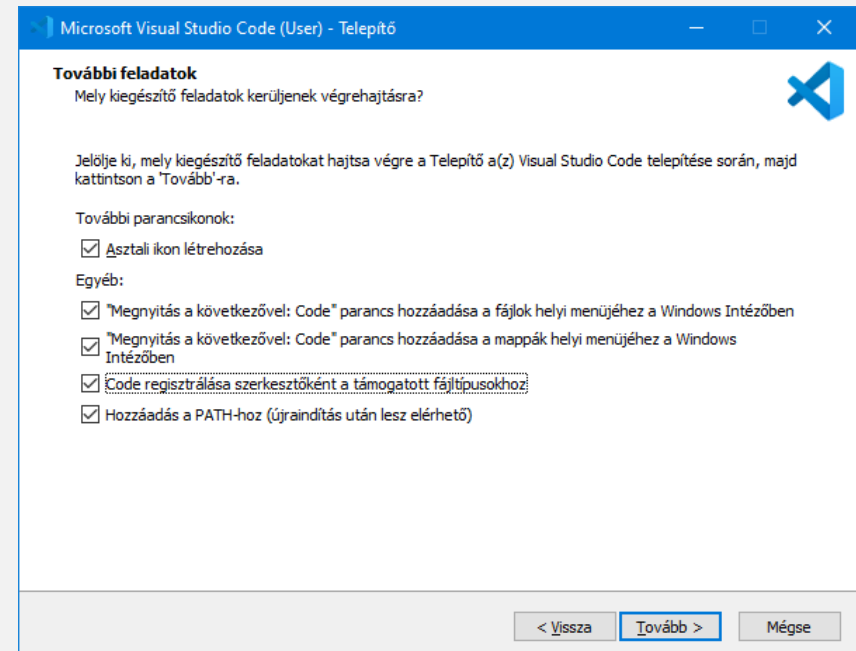 Microsoft Visual Studio Code (User) - Telepítő
További feladatok
Mely kiegészítő feladatok kerüljenek végrehajtásra?
Jelölje ki, mely kiegészítő feladatokat hajtsa végre a Telepítő a(z) Visual Studio Code telepítése során, majd
kattintson a 'Tovább'-ra.
További parancsikonok:
Asztali ikon létrehozása
Egyéb:
"Megnyitás a következővel: Code" parancs hozzáadása a fájlok helyi menüjéhez a Windows Intézőben
"Megnyitás a következővel: Code" parancs hozzáadása a mappák helyi menüjéhez a Windows
Intézőben
Code regisztrálása szerkesztőként a támogatott fájltípusokhoz
Hozzáadás a PATH-hoz (újraindítás után lesz elérhető)
< Vissza Tovább > Mégse